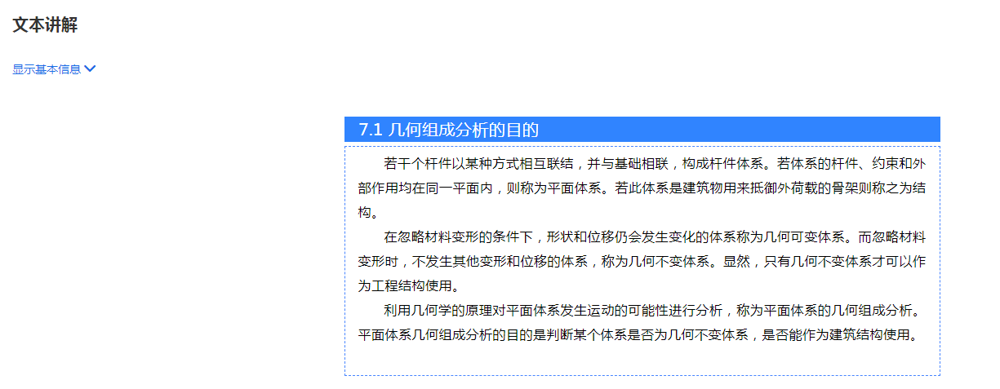 文本讲解
显示基本信息
7.1 几何组成分析的目的
若干个杆件以某种方式相互联结，并与基础相联，构成杆件体系。若体系的杆件、约束和外
部作用均在同一平面内，则称为平面体系。若此体系是建筑物用来抵御外荷载的骨架则称之为结
构。
在忽略材料变形的条件下，形状和位移仍会发生变化的体系称为几何可变体系。而忽略材料
变形时，不发生其他变形和位移的体系，称为几何不变体系。显然，只有几何不变体系才可以作
为工程结构使用。
利用几何学的原理对平面体系发生运动的可能性进行分析，称为平面体系的几何组成分析。
平面体系几何组成分析的目的是判断某个体系是否为几何不变体系，是否能作为建筑结构使用。